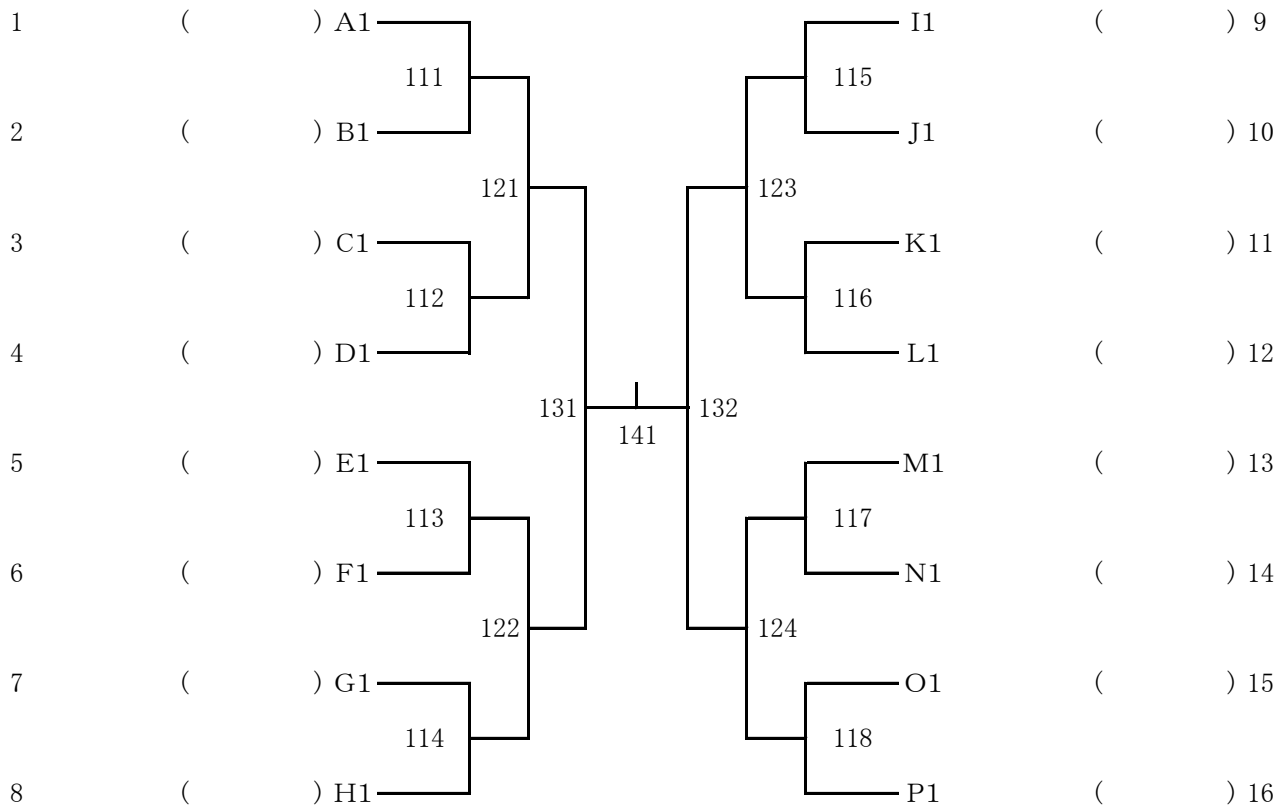 1 ( ) A1 I1 ( ) 9
111 115
2 ( ) B1 J1 ( ) 10
121 123
3 ( ) C1 K1 ( ) 11
112 116
4 ( ) D1 L1 ( ) 12
131 132
141
5 ( ) E1 M1 ( ) 13
113 117
6 ( ) F1 N1 ( ) 14
122 124
7 ( ) G1 O1 ( ) 15
114 118
8 ( ) H1 P1 ( ) 16